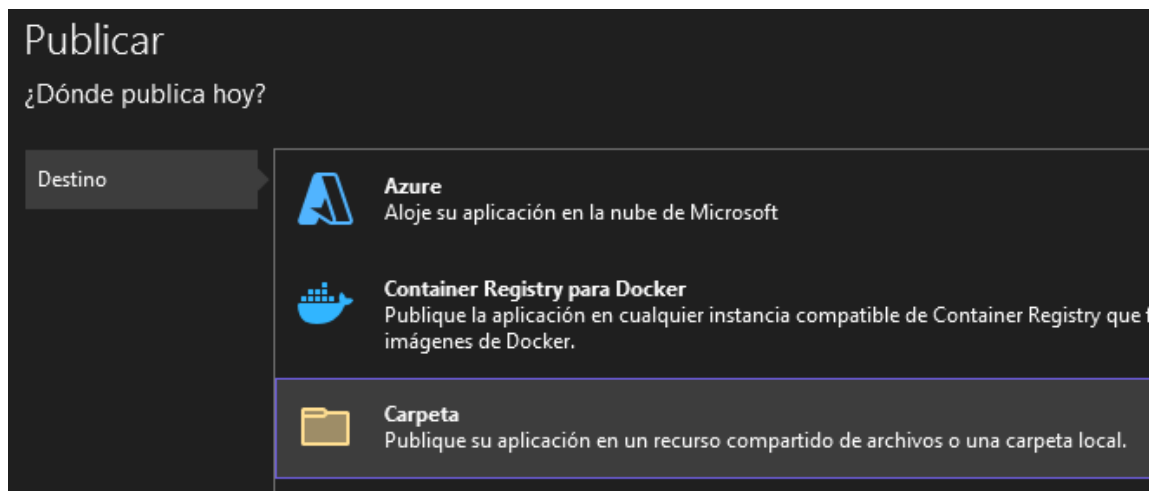 Publicar
¿Dónde publica hoy?
Destino
Azure
Aloje su aplicación en la nube de Microsoft
Container Registry para Docker
Publique la aplicación en cualquier instancia compatible de Container Registry que
imágenes de Docker.
Carpeta
Publique su aplicación en un recurso compartido de archivos o una carpeta local.